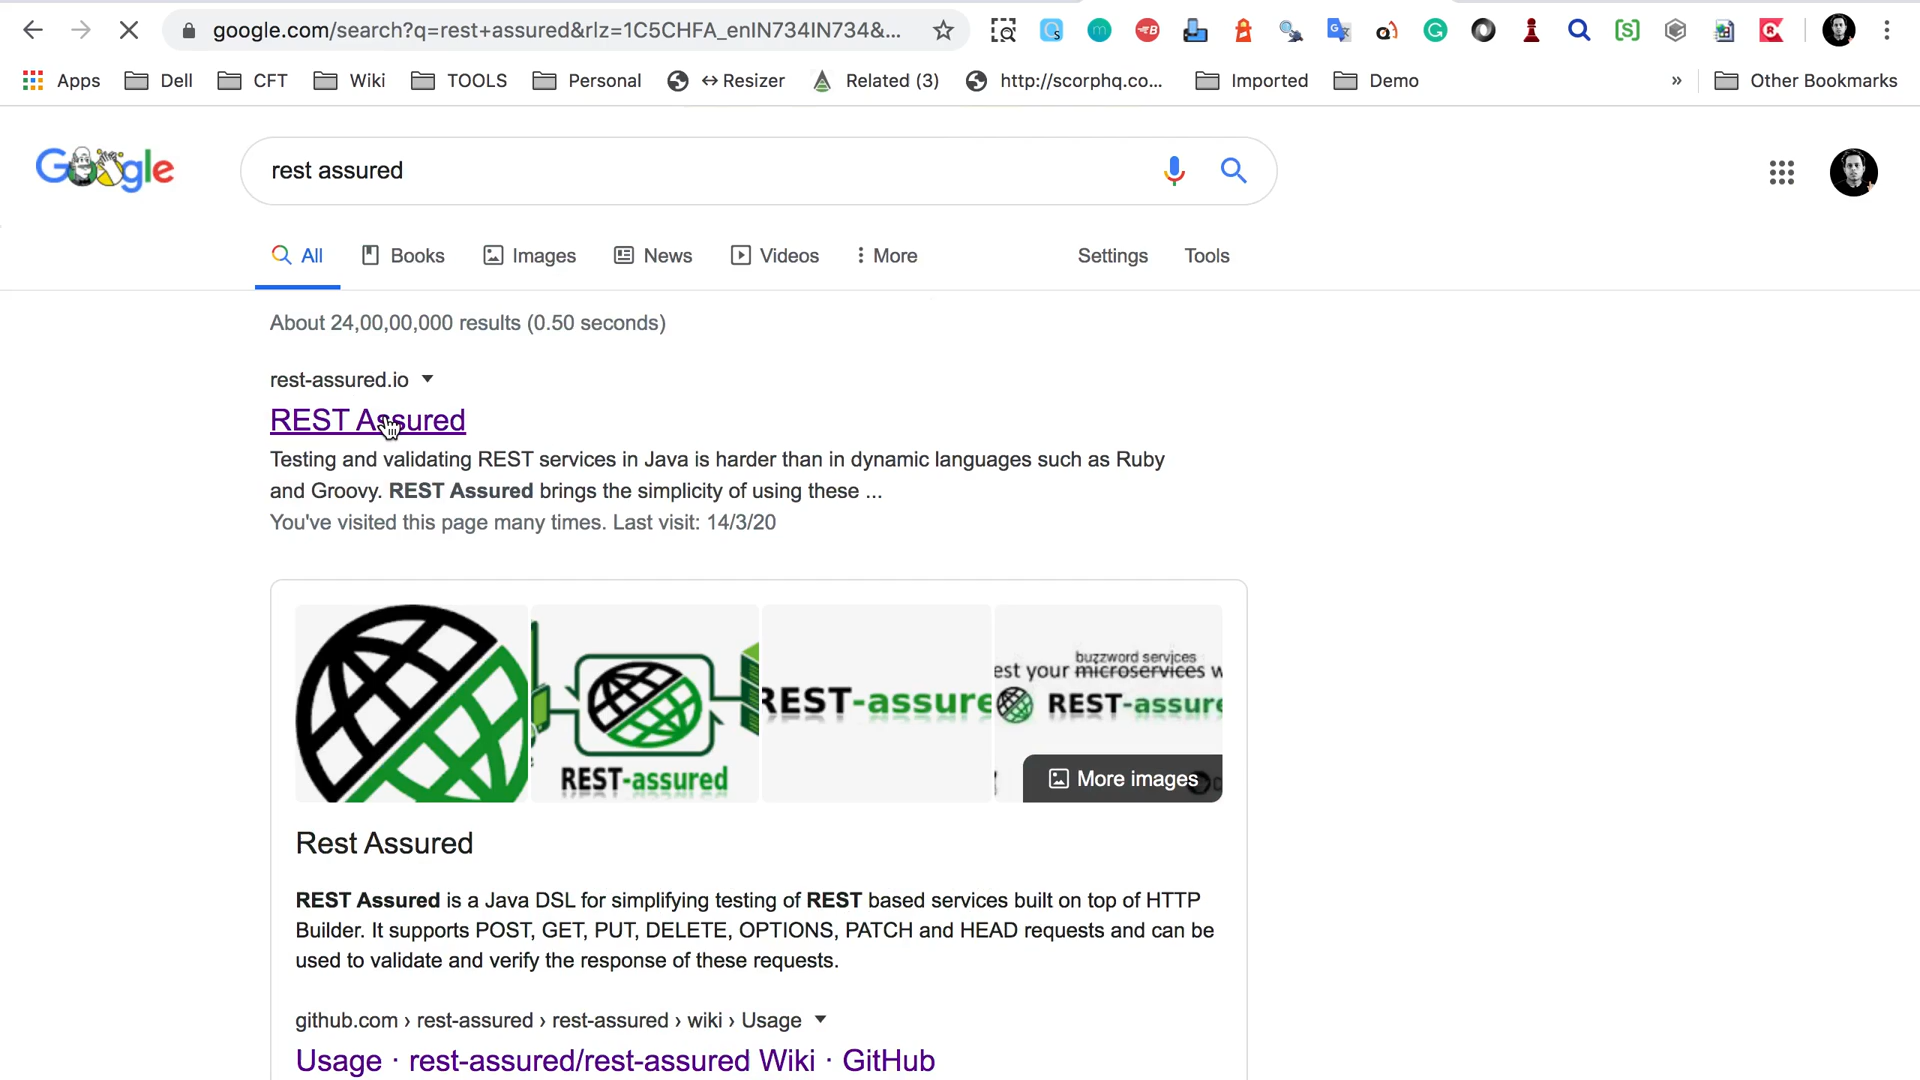 google.com/search?q=rest+assured&rlz=1C5CHFA_enIN734IN734&...
Apps Dell CFT Wiki TOOLS Personal ↔Resizer Related (3) http://scorphq.co... Imported Demo » Other Bookmarks
Google rest assured
All Books Images News Videos More Settings Tools
About 24,00,00,000 results (0.50 seconds)
rest-assured.io
REST Assured
Testing and validating REST services in Java is harder than in dynamic languages such as Ruby
and Groovy. REST Assured brings the simplicity of using these ...
You've visited this page many times. Last visit: 14/3/20
buzzword services
est your microservices w
REST-assure REST-assure
REST-assured
More images
Rest Assured
REST Assured is a Java DSL for simplifying testing of REST based services built on top of HTTP
Builder. It supports POST, GET, PUT, DELETE, OPTIONS, PATCH and HEAD requests and can be
used to validate and verify the response of these requests.
github.com › rest-assured › rest-assured › wiki › Usage
Usage · rest-assured/rest-assured Wiki · GitHub